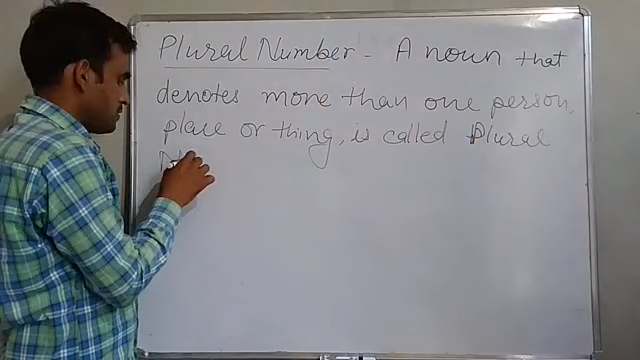 Plural Number - A noun that
denotes more than one person,
place or thing, is called Plural
N